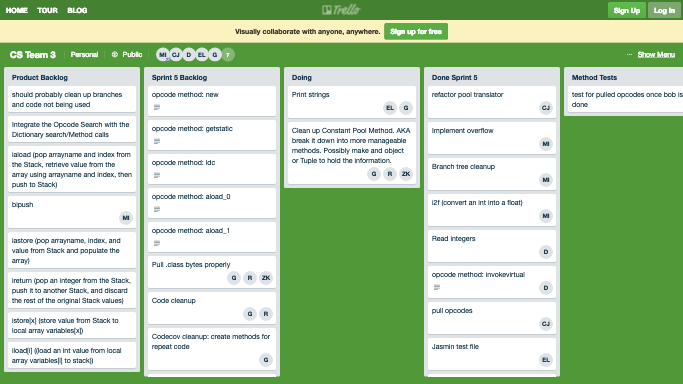 HOME TOUR BLOG
Trello
Sign Up Log In
Visually collaborate with anyone, anywhere. Sign up for free
CS Team 3 Personal Public MI CJ D EL G 7 ··· Show Menu
Product Backlog
should probably clean up branches
and code not being used
Integrate the Opcode Search with the
Dictionary search/Method calls
iaload (pop arrayname and index from
the Stack, retrieve value from the
array using arrayname and index, then
push to Stack)
bipush
MI
iastore (pop arrayname, index, and
value from Stack and populate the
array)
ireturn (pop an integer from the Stack,
push it to another Stack, and discard
the rest of the original Stack values)
istore[x] (store value from Stack to
local array variables[x])
iload[i] ((load an int value from local
array variables[i] to stack))
Sprint 5 Backlog
opcode method: new
opcode method: getstatic
opcode method: ldc
opcode method: aload_0
opcode method: aload_1
Pull .class bytes properly
G R ZK
Code cleanup
G R
Codecov cleanup: create methods for
repeat code
G
Doing
Print strings
EL G
Clean up Constant Pool Method. AKA
break it down into more manageable
methods. Possibly make and object
or Tuple to hold the information.
G R ZK
Done Sprint 5
refactor pool translator
CJ
Implement overflow
MI
Branch tree cleanup
MI
i2f (convert an int into a float)
MI
Read integers
D
opcode method: invokevirtual
D
pull opcodes
CJ
Jasmin test file
EL
Method Tests
test for pulled opcodes once bob is
done